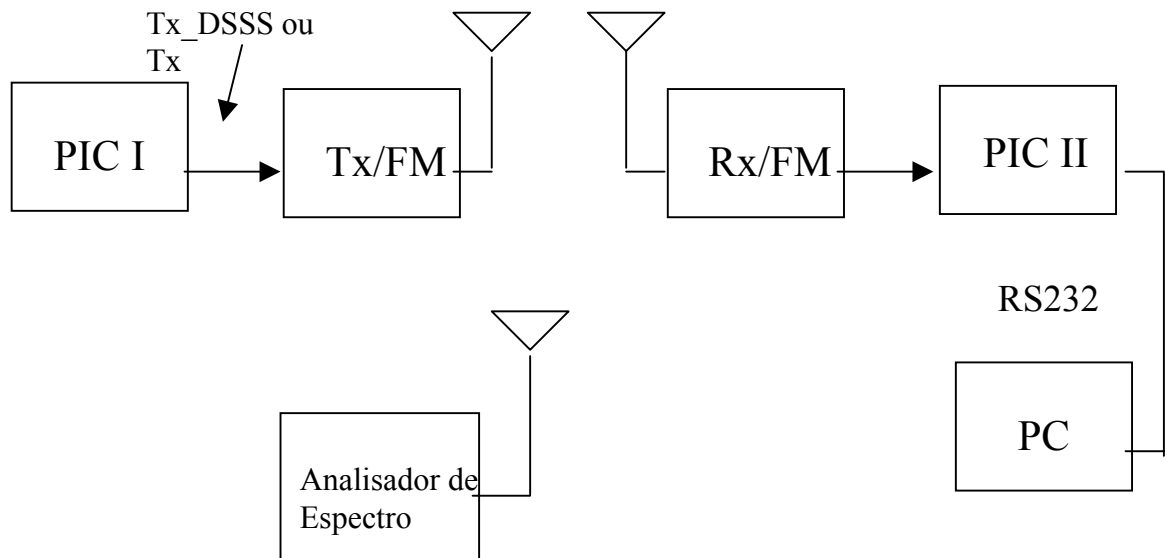 Tx_DSSS ou
Tx
PIC I
Tx/FM
Rx/FM
PIC II
RS232
PC
Analisador de
Espectro